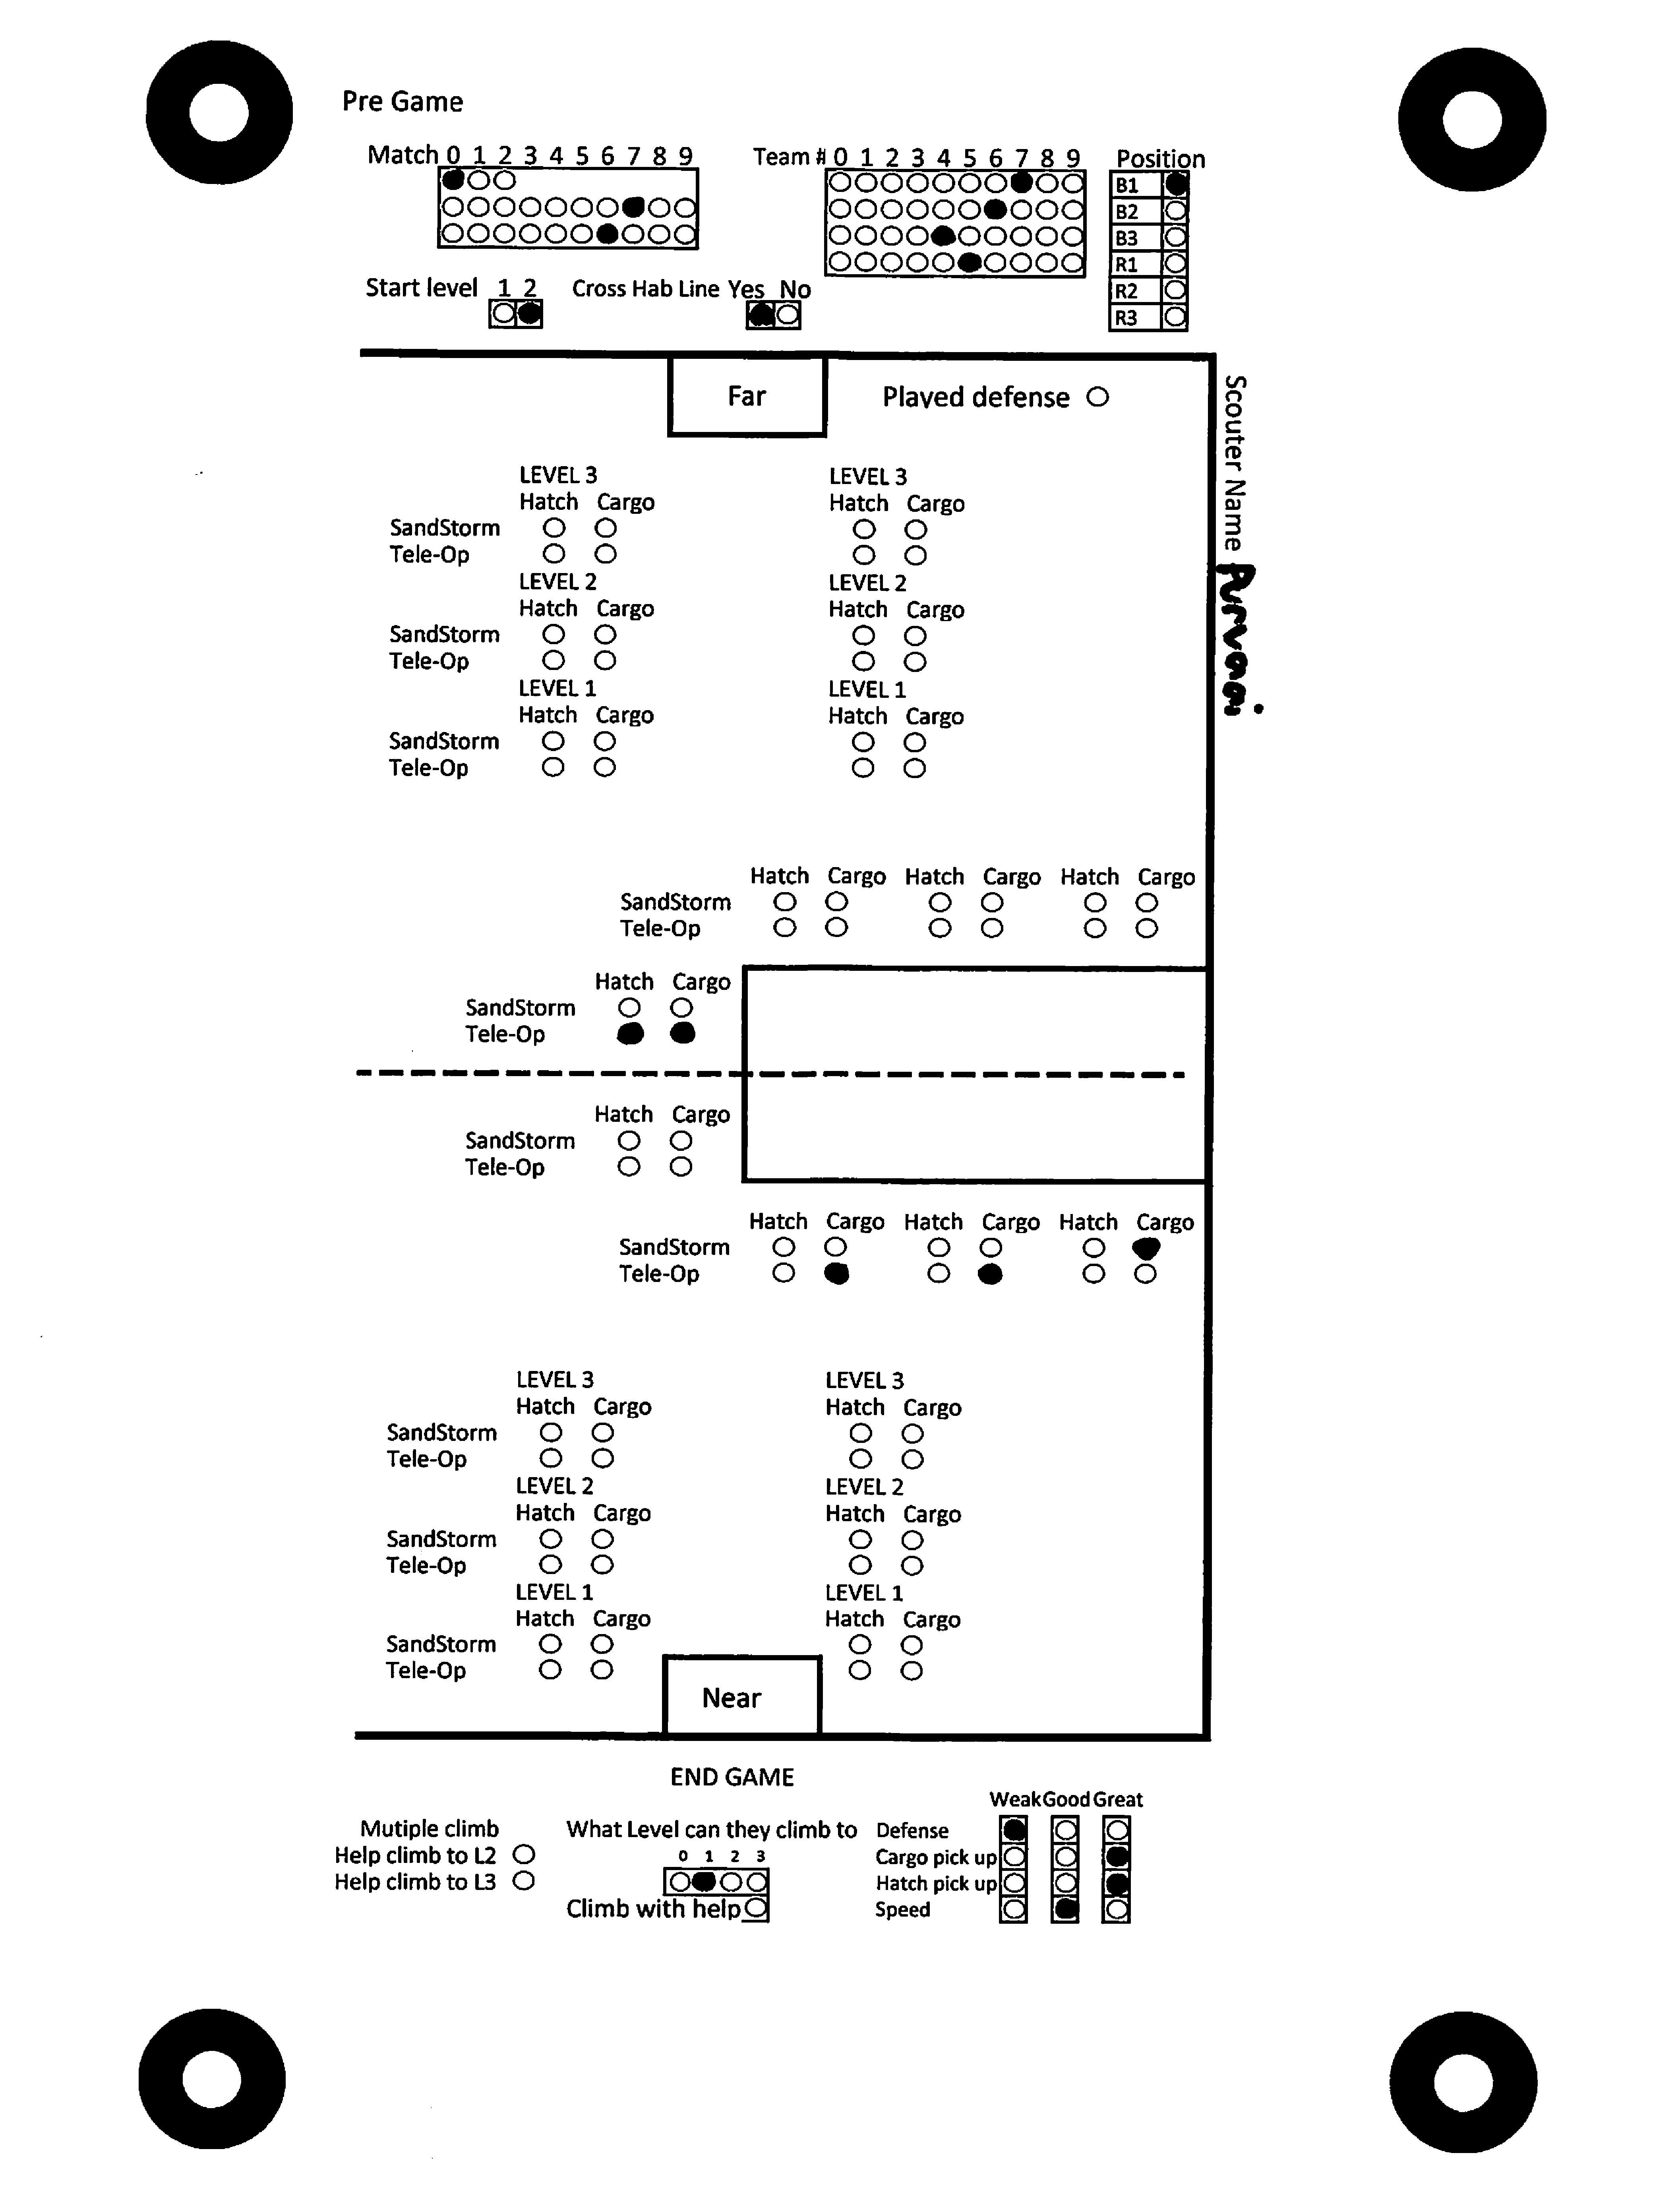 Pre Game
Match 0 1 2 3 4 5 6 7 8 9
Team # 0 1 2 3 4 5 6 7 8 9
Position
B1
B2
B3
R1
R2
R3
Start level 1 2
Cross Hab Line Yes No
Far
Played defense
Scouter Name
LEVEL 3 LEVEL 3
Hatch Cargo Hatch Cargo
SandStorm
Tele-Op
LEVEL 2 LEVEL 2
Hatch Cargo Hatch Cargo
SandStorm
Tele-Op
LEVEL 1 LEVEL 1
Hatch Cargo Hatch Cargo
SandStorm
Tele-Op
Hatch Cargo Hatch Cargo Hatch Cargo
SandStorm
Tele-Op
Hatch Cargo
SandStorm
Tele-Op
Hatch Cargo
SandStorm
Tele-Op
Hatch Cargo Hatch Cargo Hatch Cargo
SandStorm
Tele-Op
LEVEL 3 LEVEL 3
Hatch Cargo Hatch Cargo
SandStorm
Tele-Op
LEVEL 2 LEVEL 2
Hatch Cargo Hatch Cargo
SandStorm
Tele-Op
LEVEL 1 LEVEL 1
Hatch Cargo Hatch Cargo
SandStorm
Tele-Op
Near
END GAME
Mutiple climb
Help climb to L2
Help climb to L3
What Level can they climb to
0 1 2 3
Climb with help
Weak Good Great
Defense
Cargo pick up
Hatch pick up
Speed